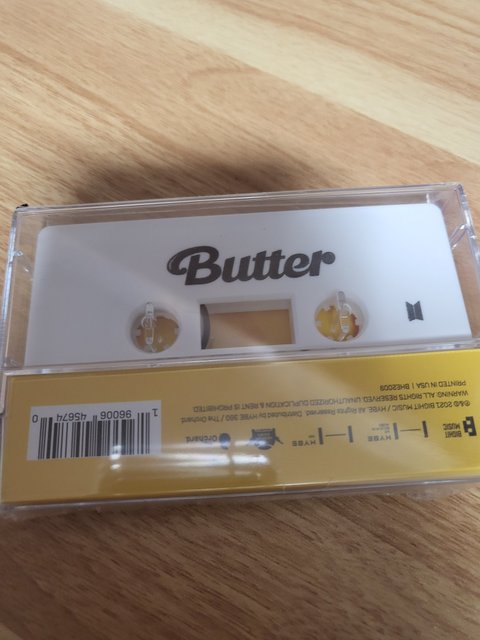 Butter
BIGHIT
MUSIC
HYBE
HYBE
Orchard
℗© 2021 BIGHIT MUSIC / HYBE. All Rights Reserved. Distributed by HYBE 360, The Orchard
WARNING: ALL RIGHTS RESERVED. UNAUTHORIZED DUPLICATION & RENT IS PROHIBITED
PRINTED IN USA | BHE2009
1 96006 45674 0